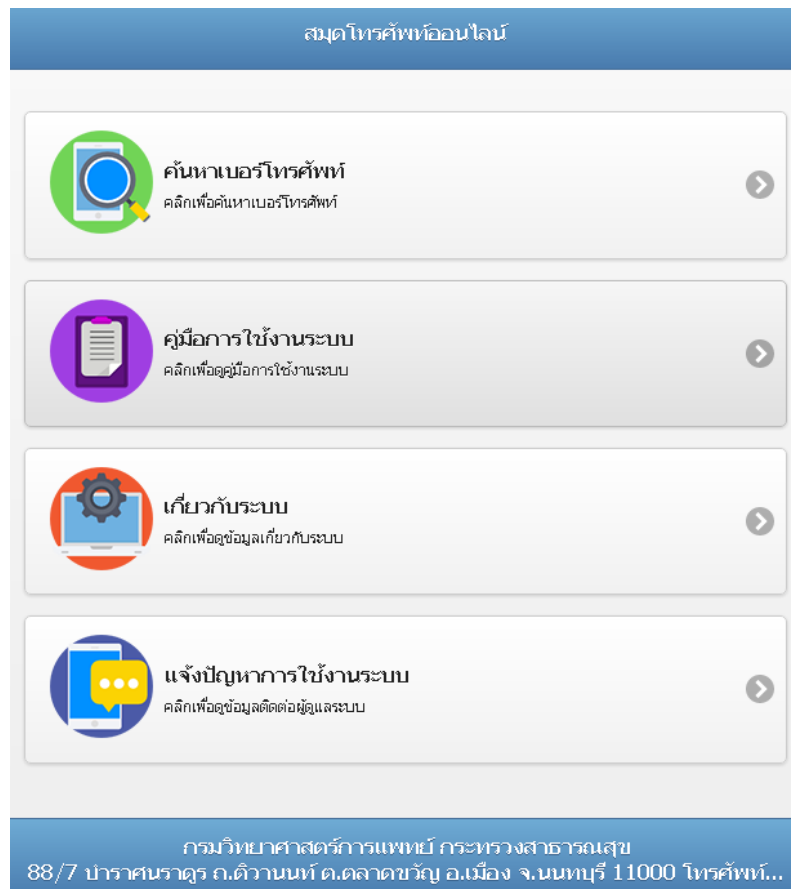 สมุดโทรศัพท์ออนไลน์
ค้นหาเบอร์โทรศัพท์
คลิกเพื่อค้นหาเบอร์โทรศัพท์
คู่มือการใช้งานระบบ
คลิกเพื่อดูคู่มือการใช้งานระบบ
เกี่ยวกับระบบ
คลิกเพื่อดูข้อมูลเกี่ยวกับระบบ
แจ้งปัญหาการใช้งานระบบ
คลิกเพื่อดูข้อมูลติดต่อผู้ดูแลระบบ
กรมวิทยาศาสตร์การแพทย์ กระทรวงสาธารณสุข
88/7 บำราศนราดูร ถ.ติวานนท์ ต.ตลาดขวัญ อ.เมือง จ.นนทบุรี 11000 โทรศัพท์...